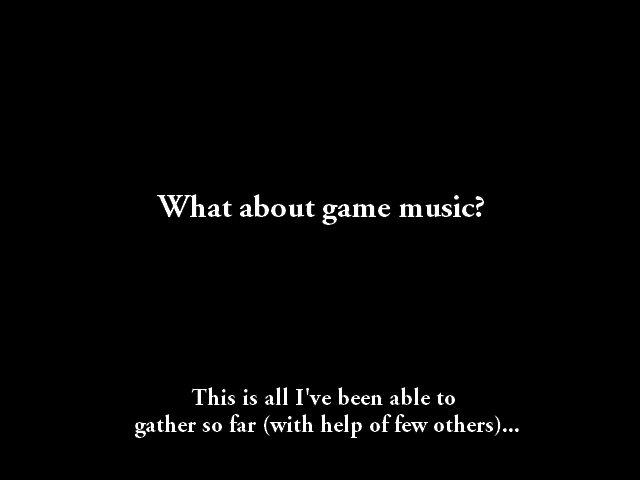 What about game music?
This is all I've been able to
gather so far (with help of few others)...